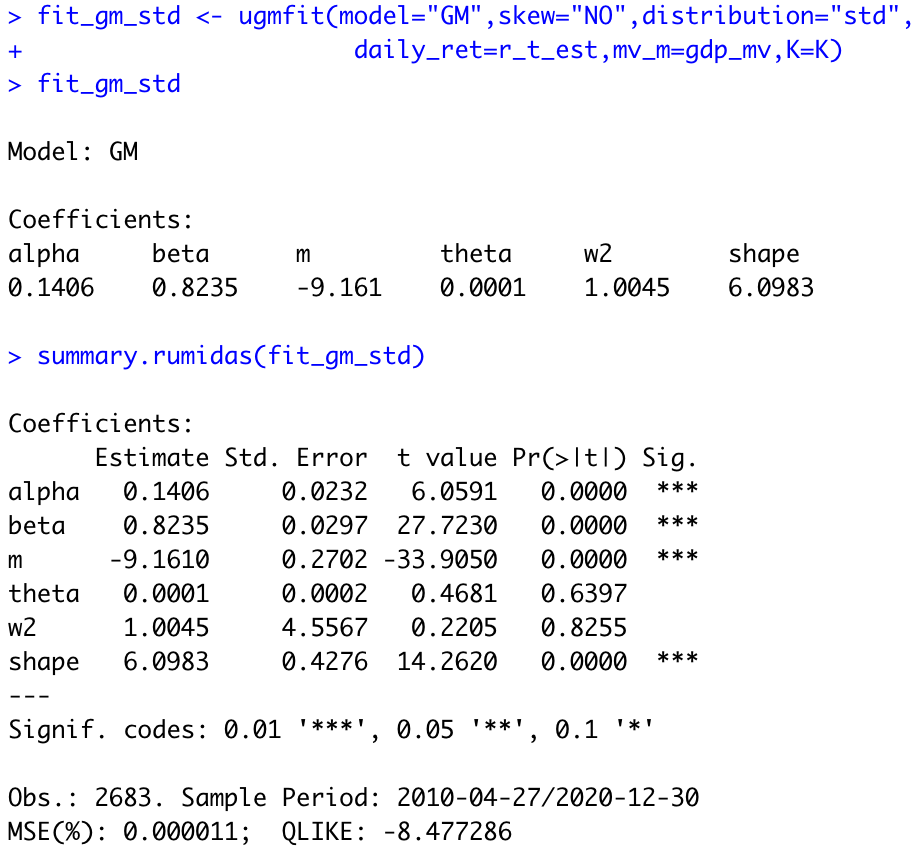 > fit_gm_std <- ugmfit(model="GM",skew="NO",distribution="std",
+                       daily_ret=r_t_est,mv_m=gdp_mv,K=K)
> fit_gm_std

Model: GM

Coefficients:
alpha     beta      m         theta     w2        shape
0.1406    0.8235    -9.161    0.0001    1.0045    6.0983

> summary.rumidas(fit_gm_std)

Coefficients:
      Estimate Std. Error  t value Pr(>|t|) Sig.
alpha   0.1406     0.0232   6.0591   0.0000  ***
beta    0.8235     0.0297  27.7230   0.0000  ***
m      -9.1610     0.2702 -33.9050   0.0000  ***
theta   0.0001     0.0002   0.4681   0.6397
w2      1.0045     4.5567   0.2205   0.8255
shape   6.0983     0.4276  14.2620   0.0000  ***
---
Signif. codes: 0.01 '***', 0.05 '**', 0.1 '*'

Obs.: 2683. Sample Period: 2010-04-27/2020-12-30
MSE(%): 0.000011;  QLIKE: -8.477286